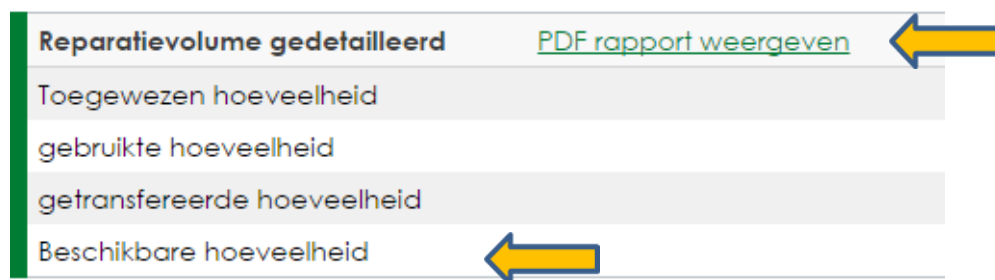 Reparatievolume gedetailleerd PDF rapport weergeven
Toegewezen hoeveelheid
gebruikte hoeveelheid
getransfereerde hoeveelheid
Beschikbare hoeveelheid